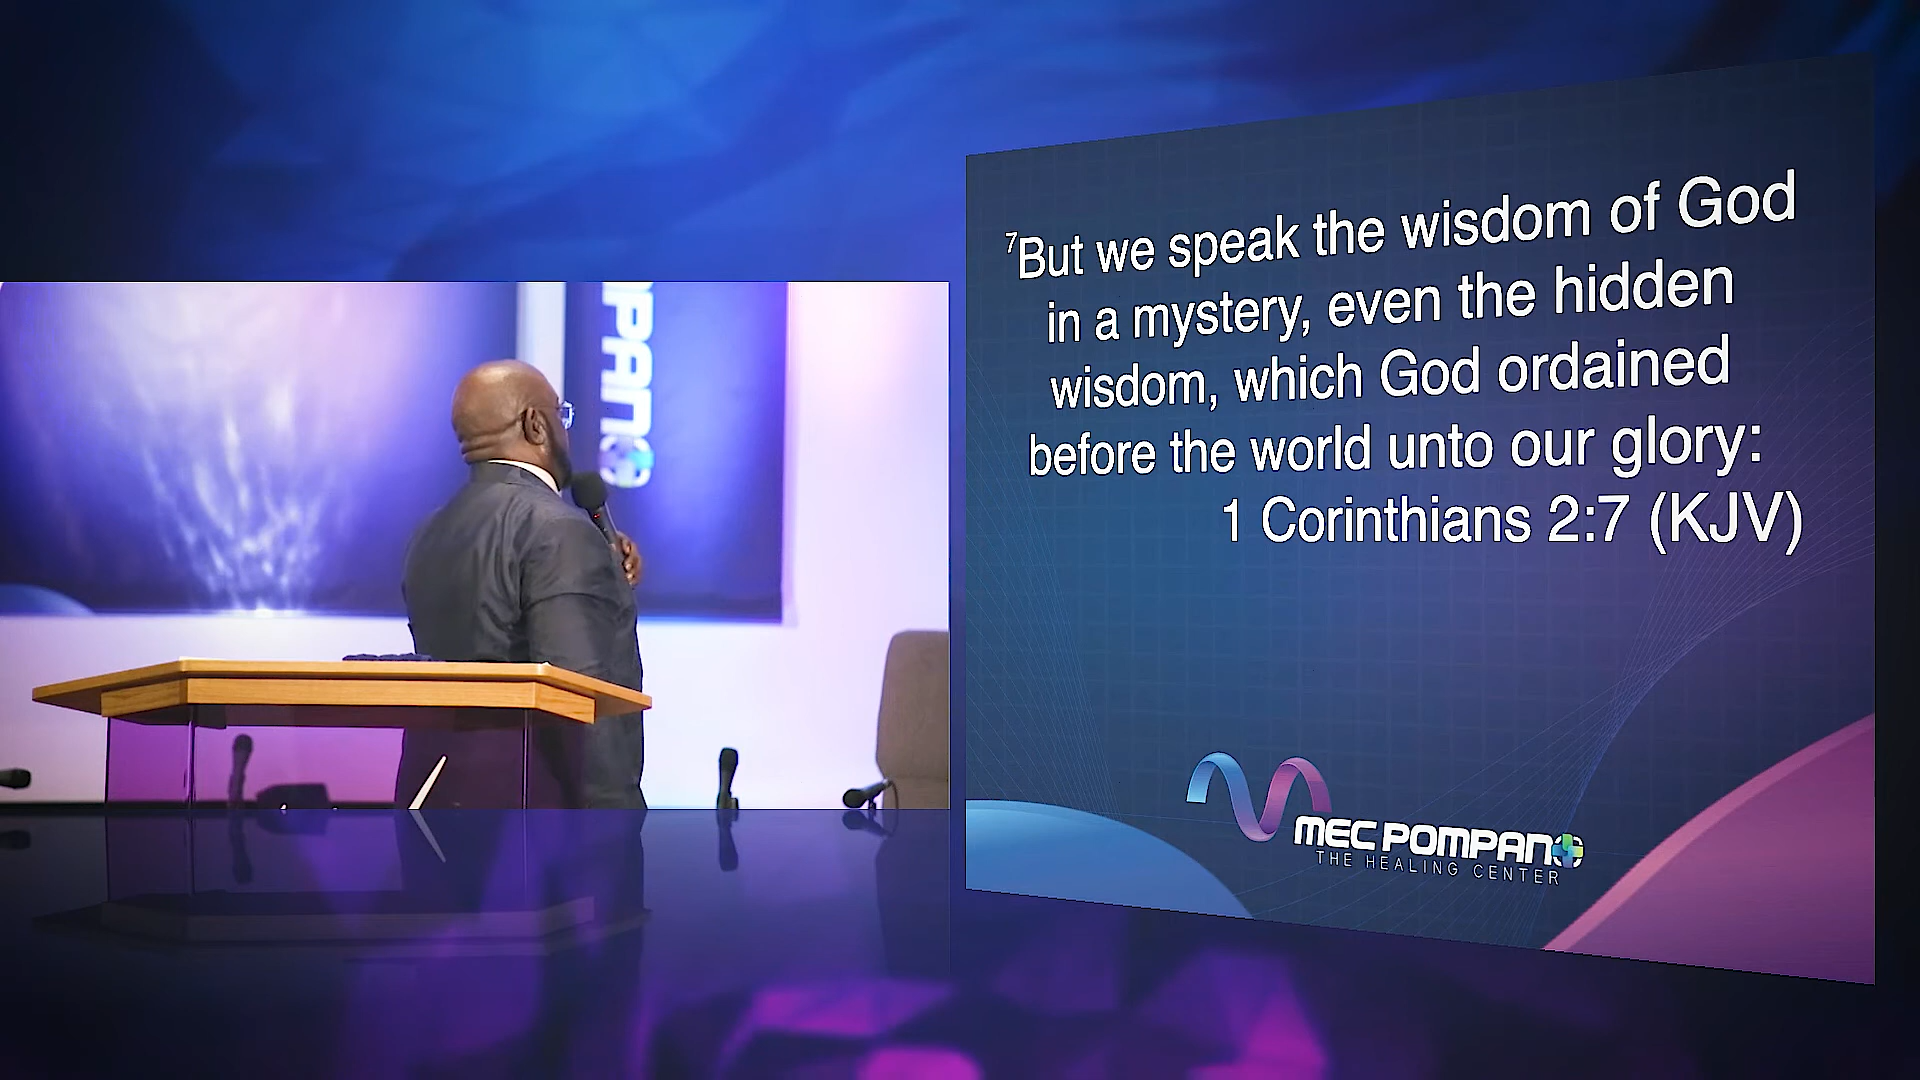 MPANO
⁷But we speak the wisdom of God
in a mystery, even the hidden
wisdom, which God ordained
before the world unto our glory:
1 Corinthians 2:7 (KJV)
MEC POMPANO
THE HEALING CENTER